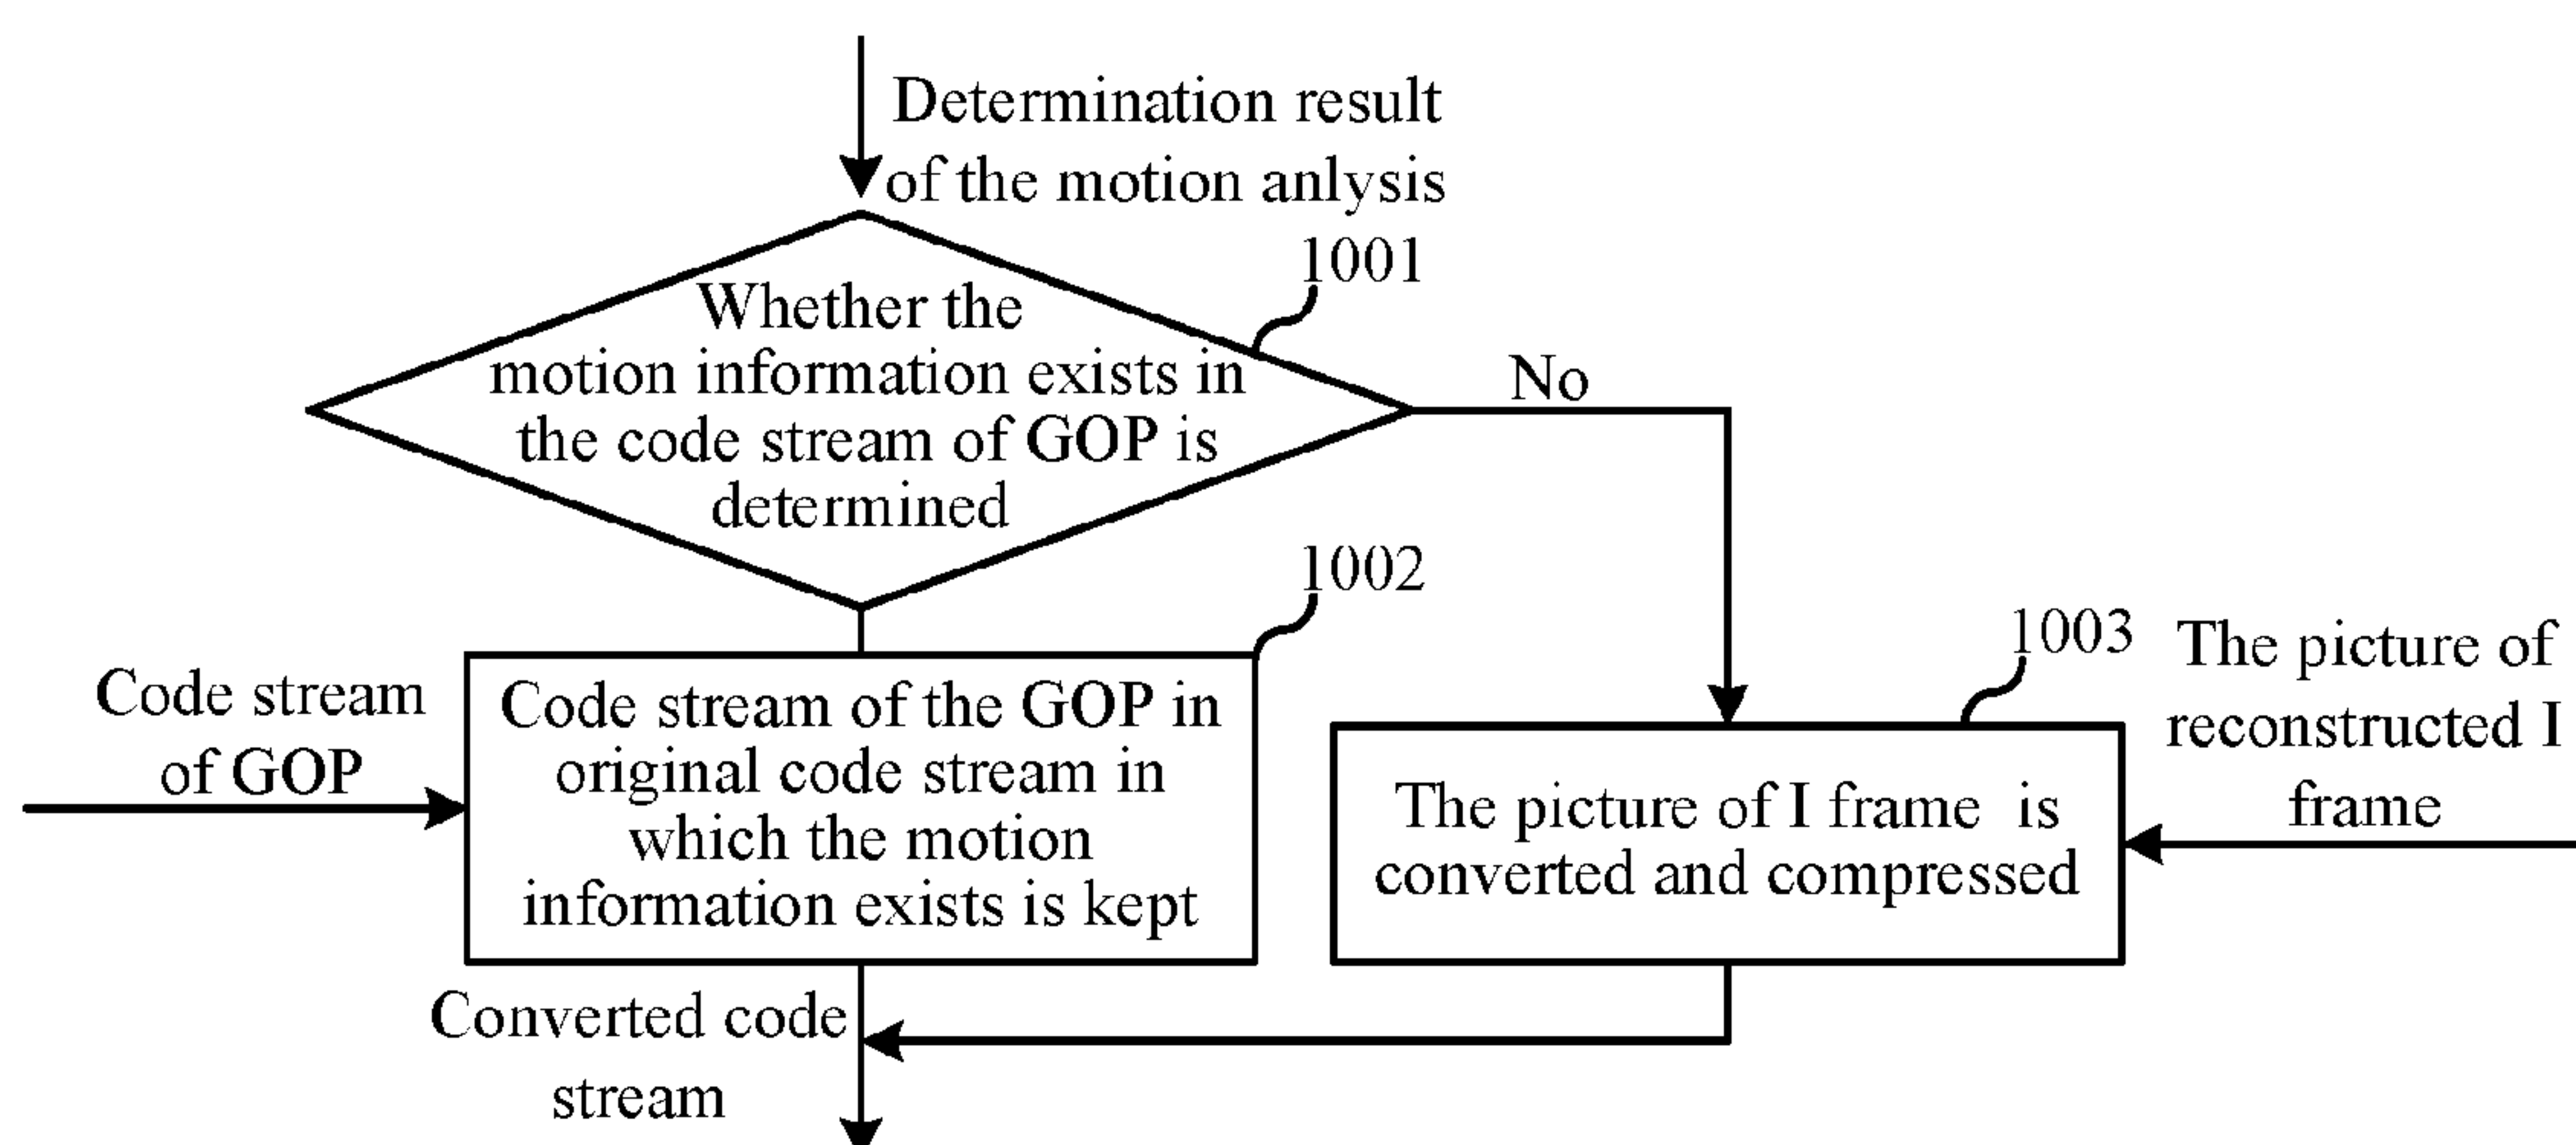 Determination result
of the motion anlysis
1001
Whether the
motion information exists in
the code stream of GOP is
determined
No
1002
Code stream
of GOP
Code stream of the GOP in
original code stream in
which the motion
information exists is kept
1003
The picture of
reconstructed I
frame
The picture of I frame is
converted and compressed
Converted code
stream